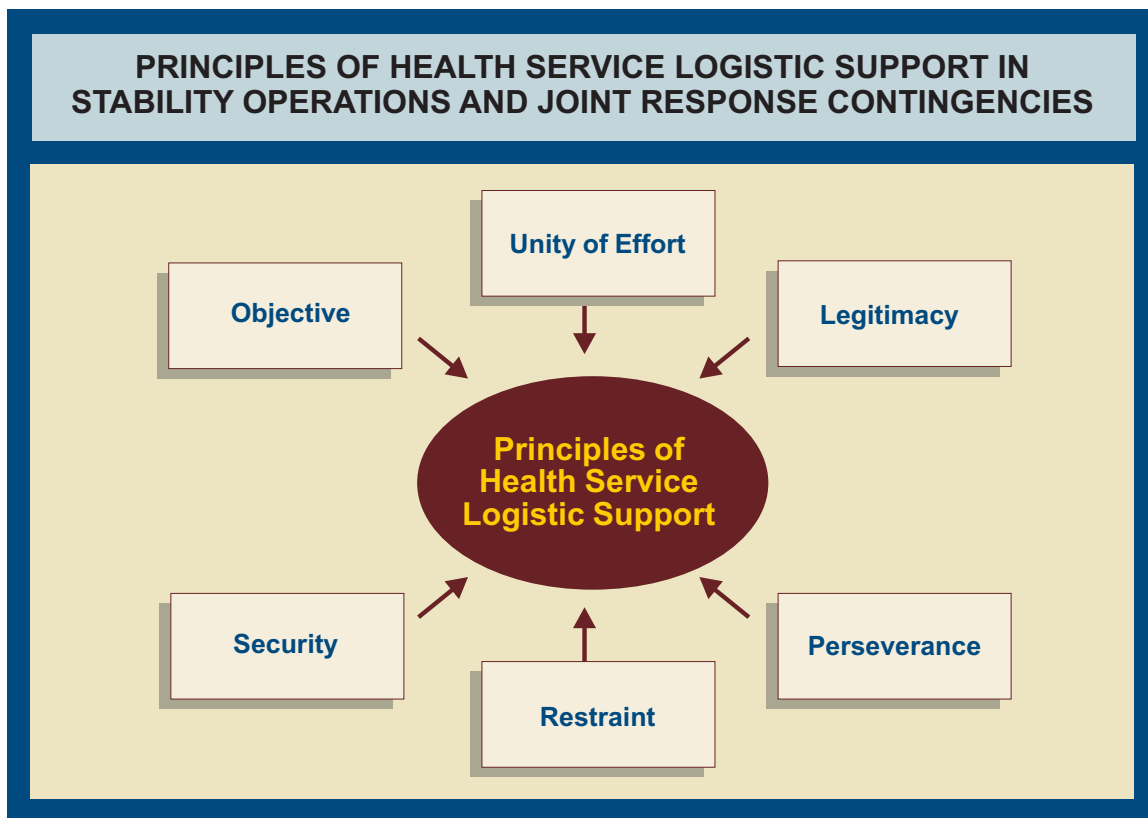 PRINCIPLES OF HEALTH SERVICE LOGISTIC SUPPORT IN
STABILITY OPERATIONS AND JOINT RESPONSE CONTINGENCIES
Unity of Effort
Objective
Legitimacy
Principles of
Health Service
Logistic Support
Security
Perseverance
Restraint